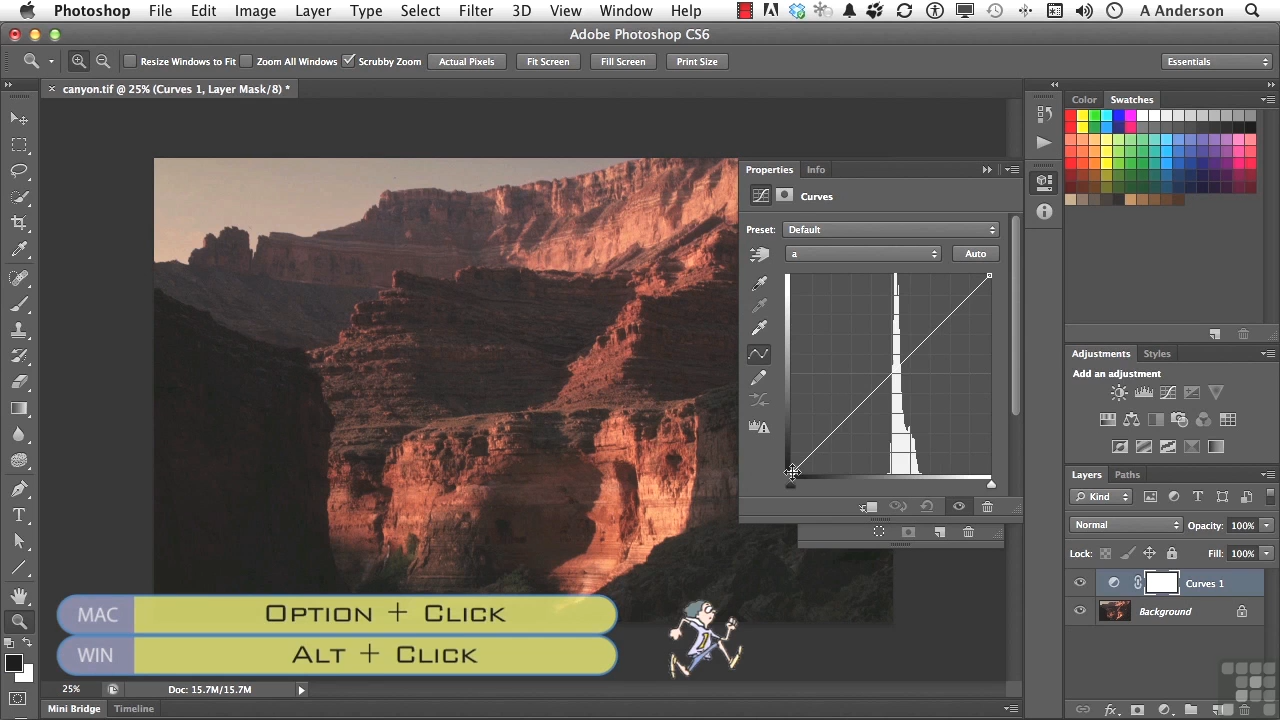 Photoshop File Edit Image Layer Type Select Filter 3D View Window Help A Anderson
Adobe Photoshop CS6
Resize Windows to Fit Zoom All Windows Scrubby Zoom Actual Pixels Fit Screen Fill Screen Print Size Essentials
canyon.tif @ 25% (Curves 1, Layer Mask/8) *
Color Swatches
Properties Info
Curves
Preset: Default
a Auto
Adjustments Styles
Add an adjustment
Layers Paths
Kind
Normal Opacity: 100%
Lock: Fill: 100%
Curves 1
Background
MAC Option + Click
WIN Alt + Click
25% Doc: 15.7M/15.7M
Mini Bridge Timeline